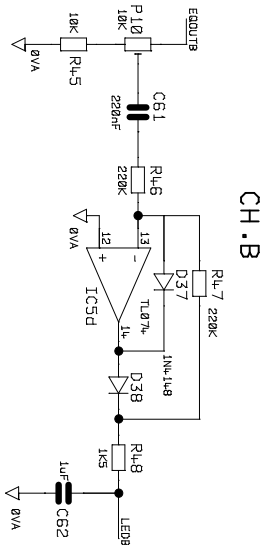 CH.B
EQOUTB
P10
10K
R45
10K
0VA
C61
220nF
R46
220K
R47
220K
D37
1N4148
13
12
14
-
+
TL074
IC5d
0VA
D38
R48
1K5
LEDB
C62
1uF
0VA